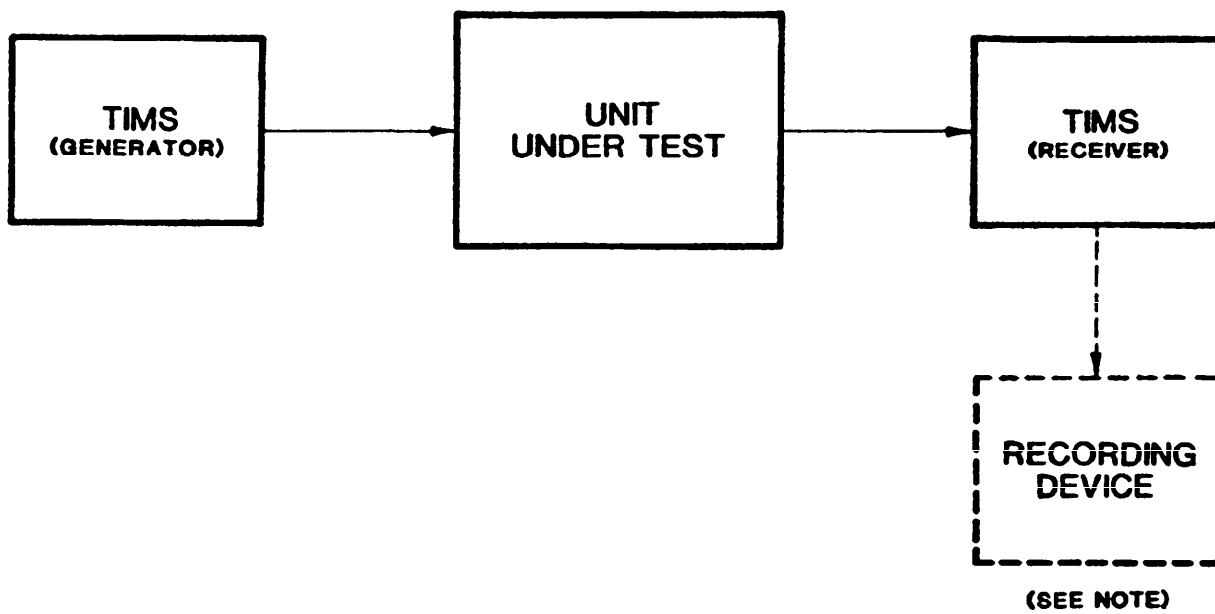 TIMS
(GENERATOR)
UNIT
UNDER TEST
TIMS
(RECEIVER)
RECORDING
DEVICE
(SEE NOTE)